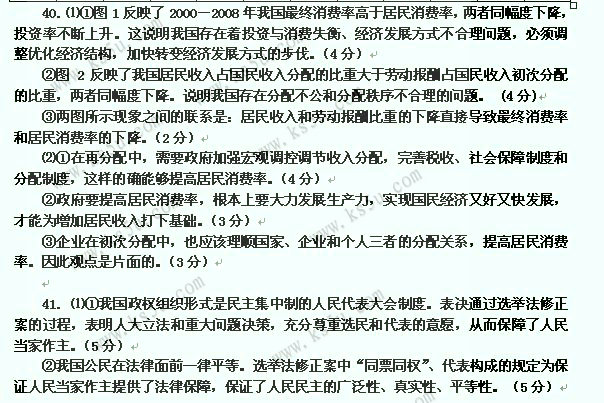 40. ⑴①图 1 反映了 2000—2008 年我国最终消费率高于居民消费率，两者同幅度下降，
投资率不断上升。这说明我国存在着投资与消费失衡、经济发展方式不合理问题，必须调
整优化经济结构，加快转变经济发展方式的步伐。(4 分)
②图 2 反映了我国居民收入占国民收入分配的比重大于劳动报酬占国民收入初次分配
的比重，两者同幅度下降。说明我国存在分配不公和分配秩序不合理的问题。 (4 分)
③两图所示现象之间的联系是：居民收入和劳动报酬比重的下降直接导致最终消费率
和居民消费率的下降。(2 分)
⑵①在再分配中，需要政府加强宏观调控调节收入分配，完善税收、社会保障制度和
分配制度，这样的确能够提高居民消费率。(4 分)
②政府要提高居民消费率，根本上要大力发展生产力，实现国民经济又好又快发展，
才能为增加居民收入打下基础。(3 分)
③企业在初次分配中，也应该理顺国家、企业和个人三者的分配关系，提高居民消费
率。因此观点是片面的。(3 分)
41. ⑴①我国政权组织形式是民主集中制的人民代表大会制度。表决通过选举法修正
案的过程，表明人大立法和重大问题决策，充分尊重选民和代表的意愿，从而保障了人民
当家作主。(5 分)
②我国公民在法律面前一律平等。选举法修正案中“同票同权”、代表构成的规定为保
证人民当家作主提供了法律保障，保证了人民民主的广泛性、真实性、平等性。(5 分)